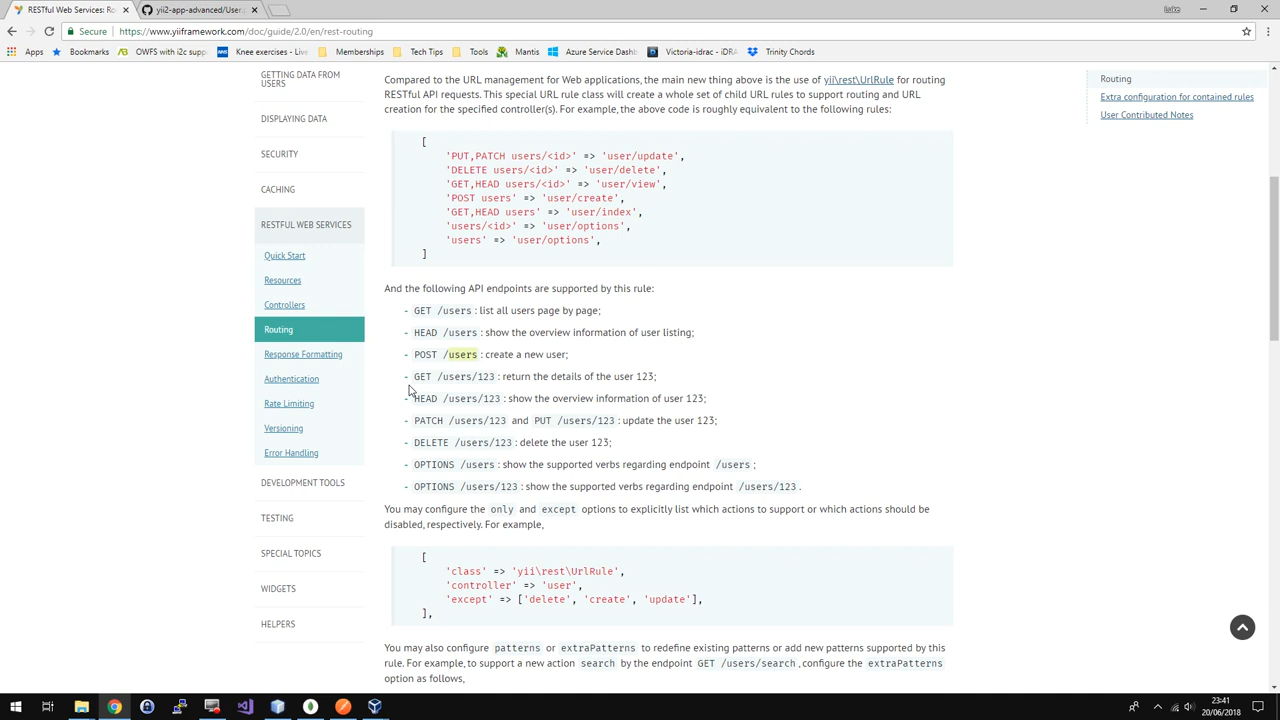 RESTful Web Services: Ro
yii2-app-advanced/User.p
Secure
https://www.yiiframework.com/doc/guide/2.0/en/rest-routing
Apps
Bookmarks
OWFS with i2c supp
Knee exercises - Live
Memberships
Tech Tips
Tools
Mantis
Azure Service Dashb
Victoria-idrac - iDRA
Trinity Chords
GETTING DATA FROM
USERS
DISPLAYING DATA
SECURITY
CACHING
RESTFUL WEB SERVICES
Quick Start
Resources
Controllers
Routing
Response Formatting
Authentication
Rate Limiting
Versioning
Error Handling
DEVELOPMENT TOOLS
TESTING
SPECIAL TOPICS
WIDGETS
HELPERS
Compared to the URL management for Web applications, the main new thing above is the use of yii\rest\UrlRule for routing
RESTful API requests. This special URL rule class will create a whole set of child URL rules to support routing and URL
creation for the specified controller(s). For example, the above code is roughly equivalent to the following rules:
[
'PUT,PATCH users/<id>' => 'user/update',
'DELETE users/<id>' => 'user/delete',
'GET,HEAD users/<id>' => 'user/view',
'POST users' => 'user/create',
'GET,HEAD users' => 'user/index',
'users/<id>' => 'user/options',
'users' => 'user/options',
]
And the following API endpoints are supported by this rule:
- GET /users : list all users page by page;
- HEAD /users : show the overview information of user listing;
- POST /users : create a new user;
- GET /users/123 : return the details of the user 123;
- HEAD /users/123 : show the overview information of user 123;
- PATCH /users/123 and PUT /users/123 : update the user 123;
- DELETE /users/123 : delete the user 123;
- OPTIONS /users : show the supported verbs regarding endpoint /users ;
- OPTIONS /users/123 : show the supported verbs regarding endpoint /users/123 .
You may configure the only and except options to explicitly list which actions to support or which actions should be
disabled, respectively. For example,
[
'class' => 'yii\rest\UrlRule',
'controller' => 'user',
'except' => ['delete', 'create', 'update'],
],
You may also configure patterns or extraPatterns to redefine existing patterns or add new patterns supported by this
rule. For example, to support a new action search by the endpoint GET /users/search , configure the extraPatterns
option as follows,
Routing
Extra configuration for contained rules
User Contributed Notes
23:41
20/06/2018